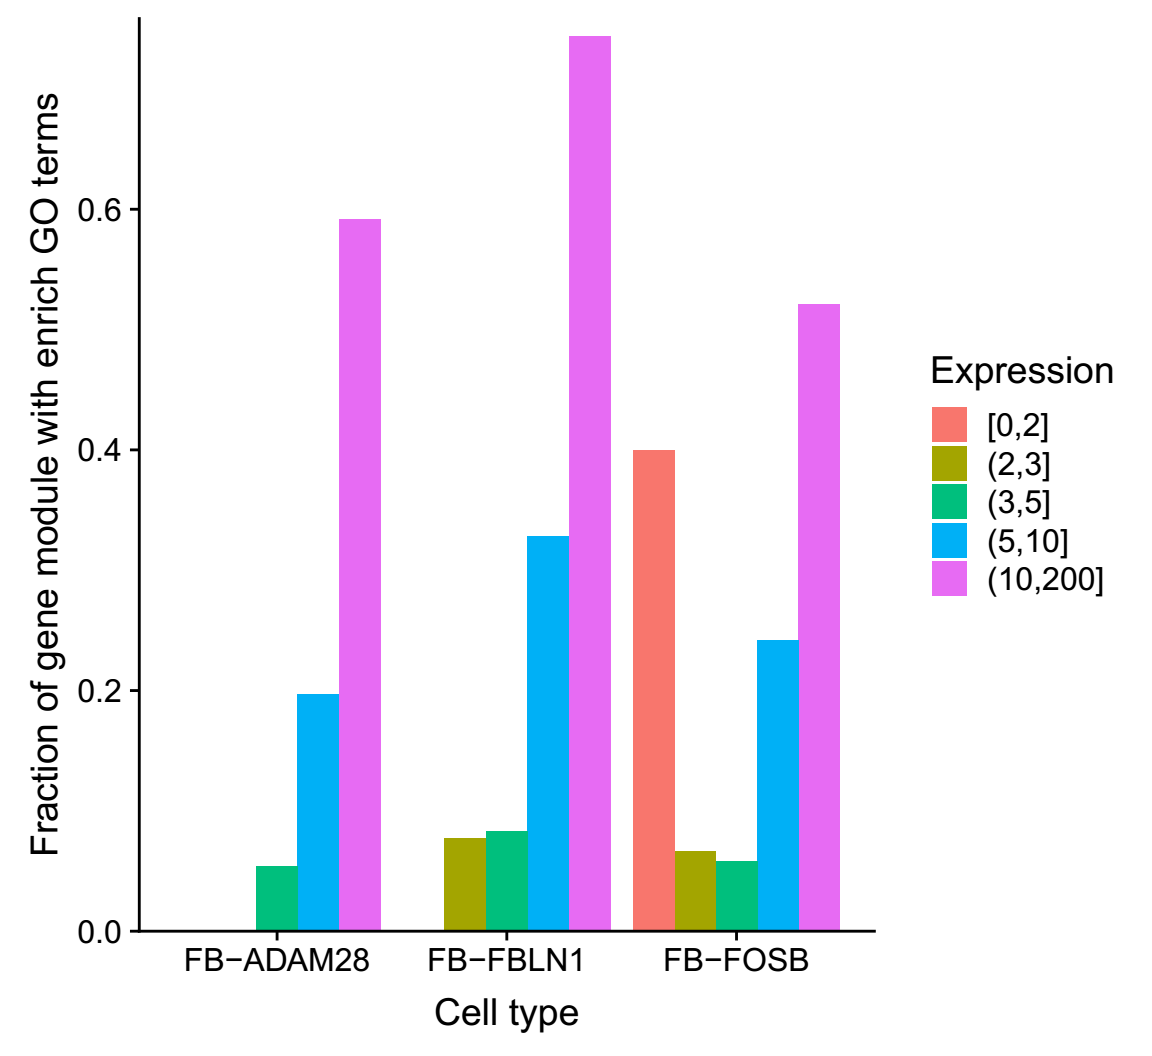 Fraction of gene module with enrich GO terms
0.6
0.4
0.2
0.0
FB−ADAM28 FB−FBLN1 FB−FOSB
Cell type
Expression
[0,2]
(2,3]
(3,5]
(5,10]
(10,200]